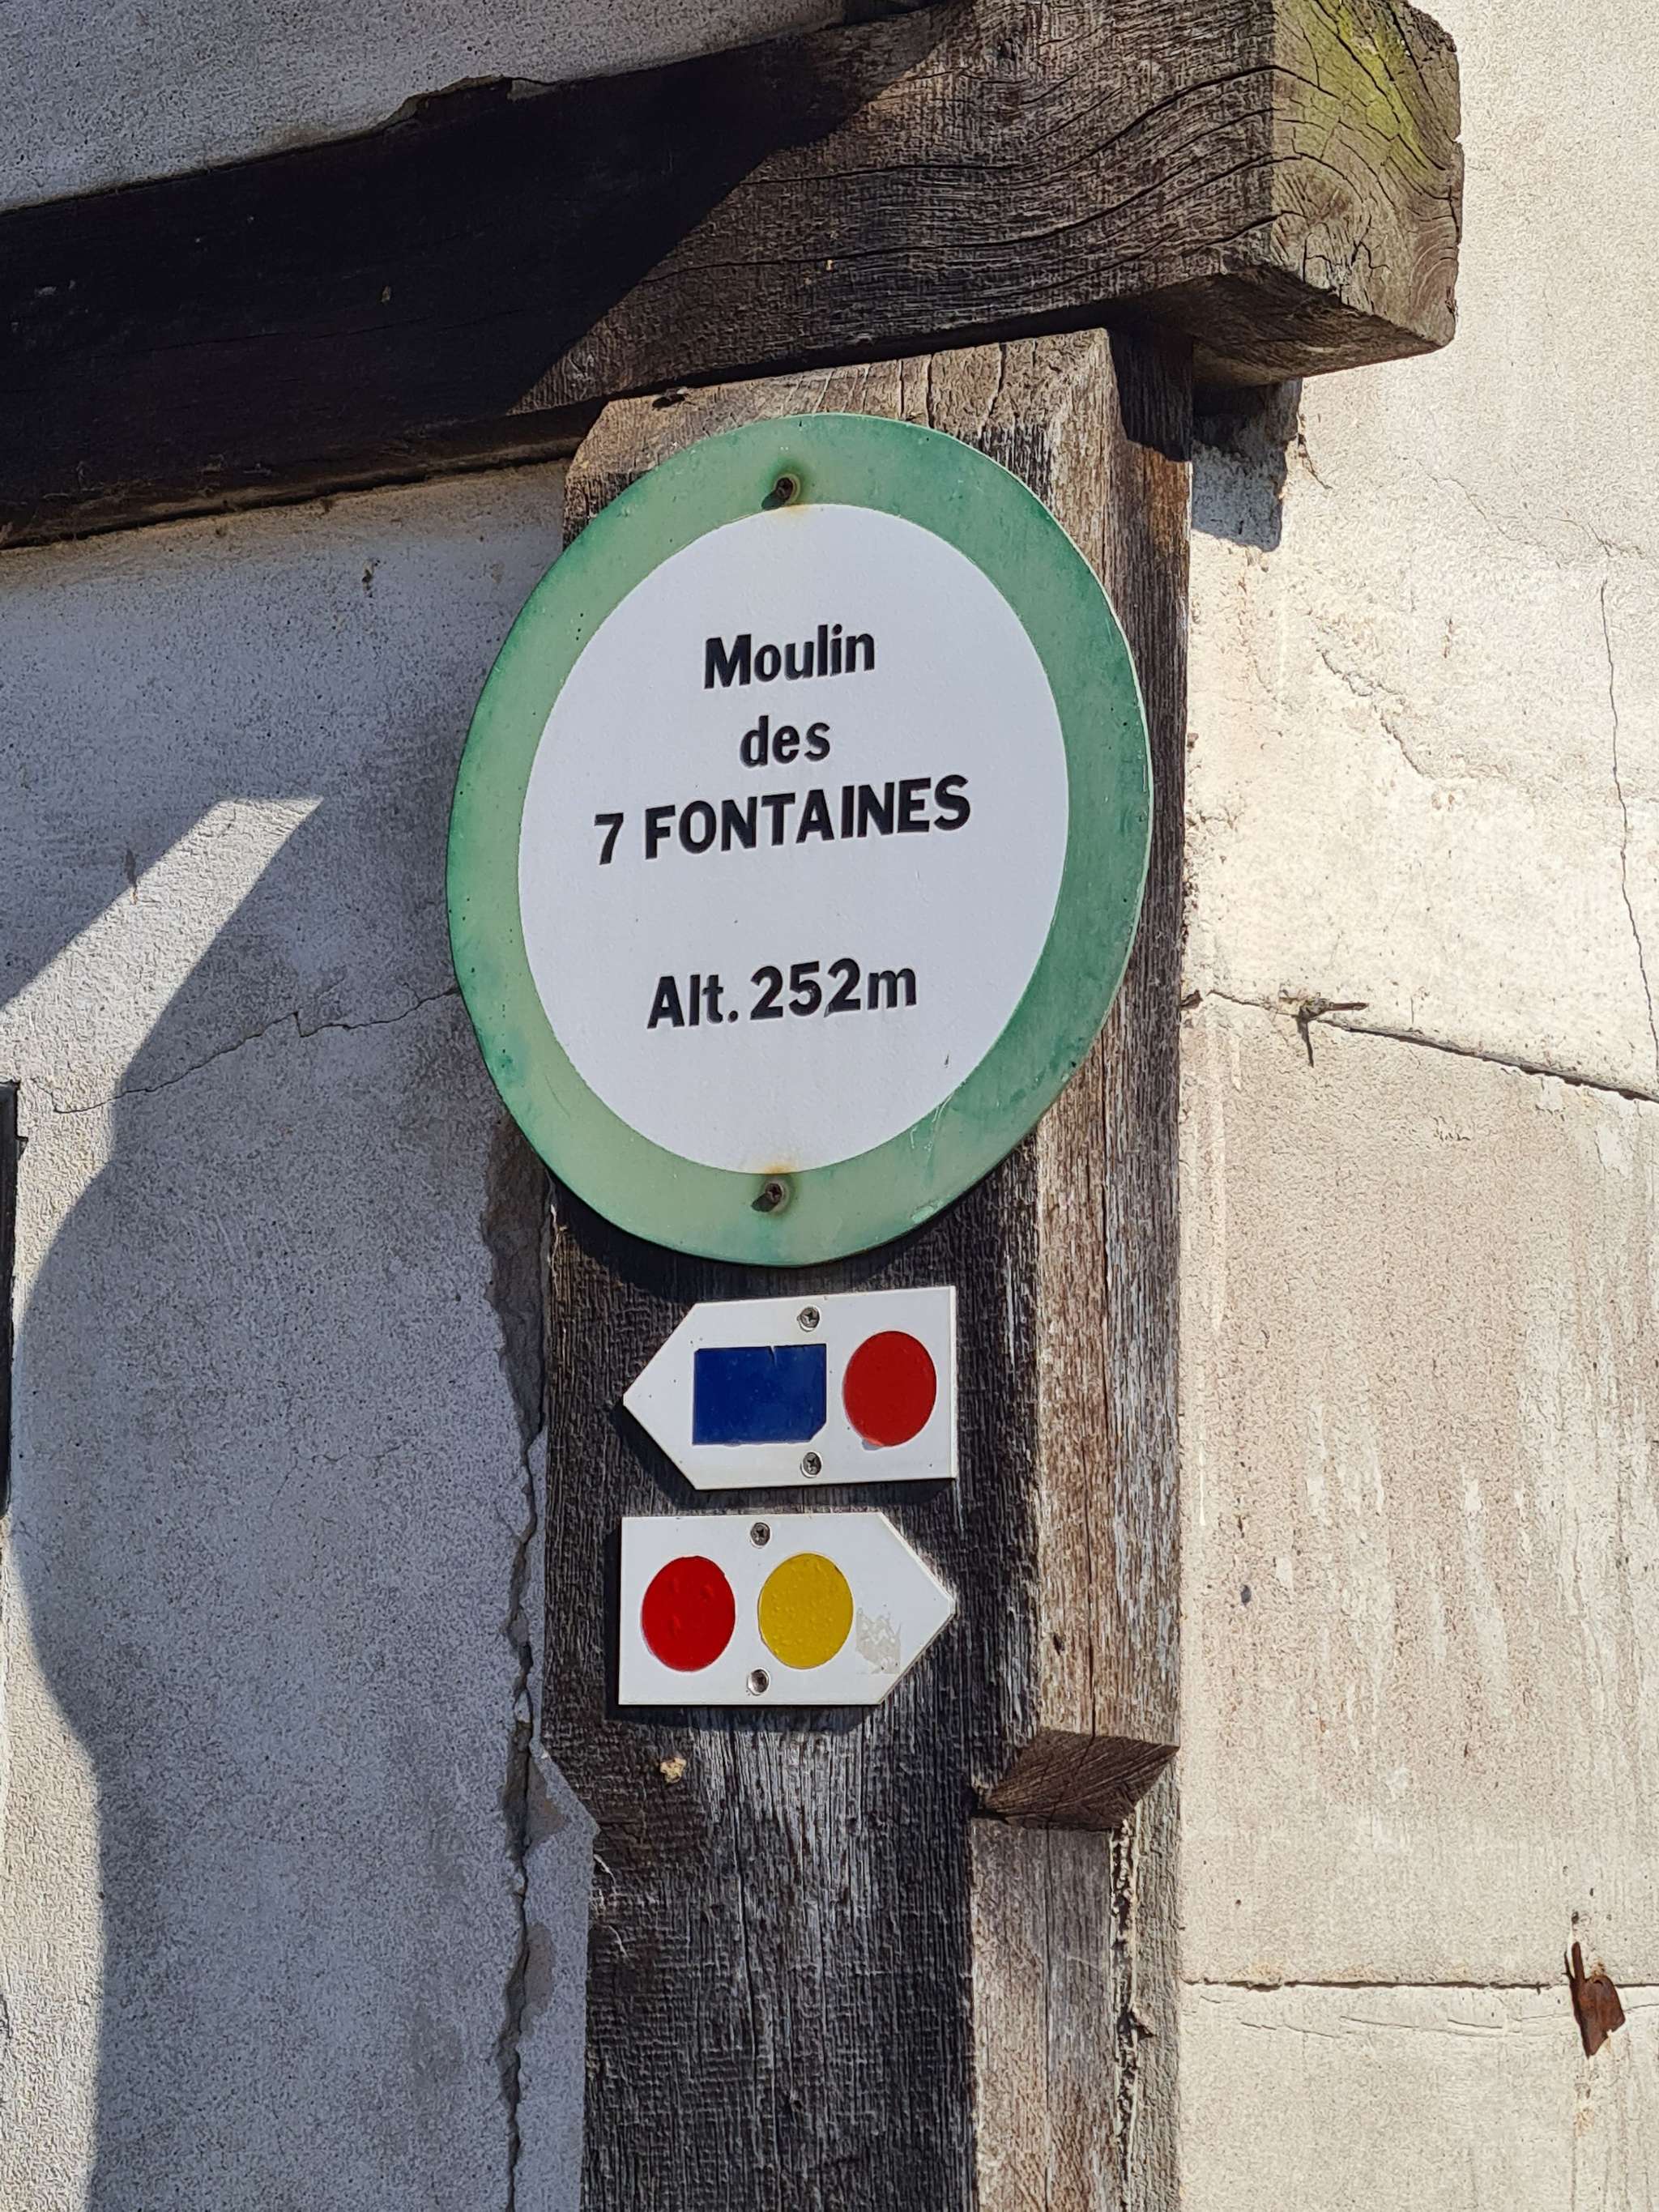 Moulin
des
7 FONTAINES
Alt. 252m